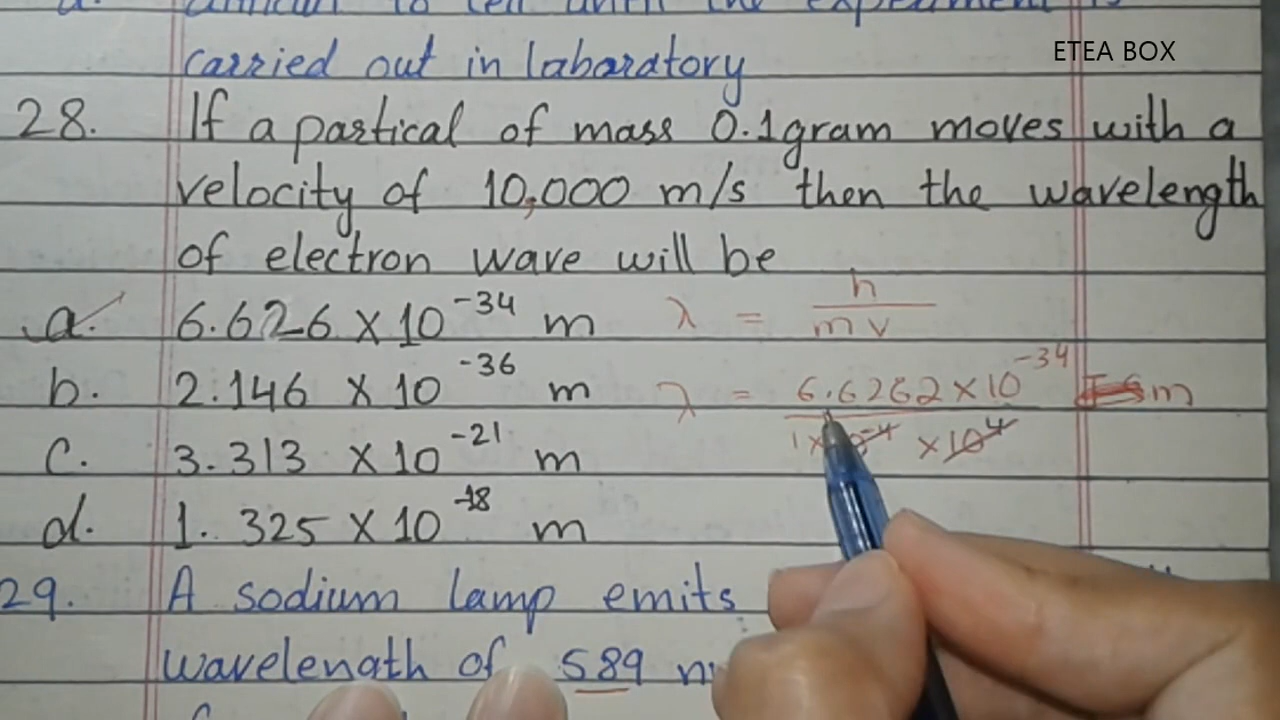 ETEA BOX
carried out in labaratory
28. If a partical of mass 0.1gram moves with a
velocity of 10,000 m/s then the wavelength
of electron wave will be
a. 6.626 x 10^-34 m
λ = h / mv
b. 2.146 x 10^-36 m
λ = 6.6262 x 10^-34 m
c. 3.313 x 10^-21 m
d. 1.325 x 10^-18 m
29. A sodium lamp emits
wavelength of 589